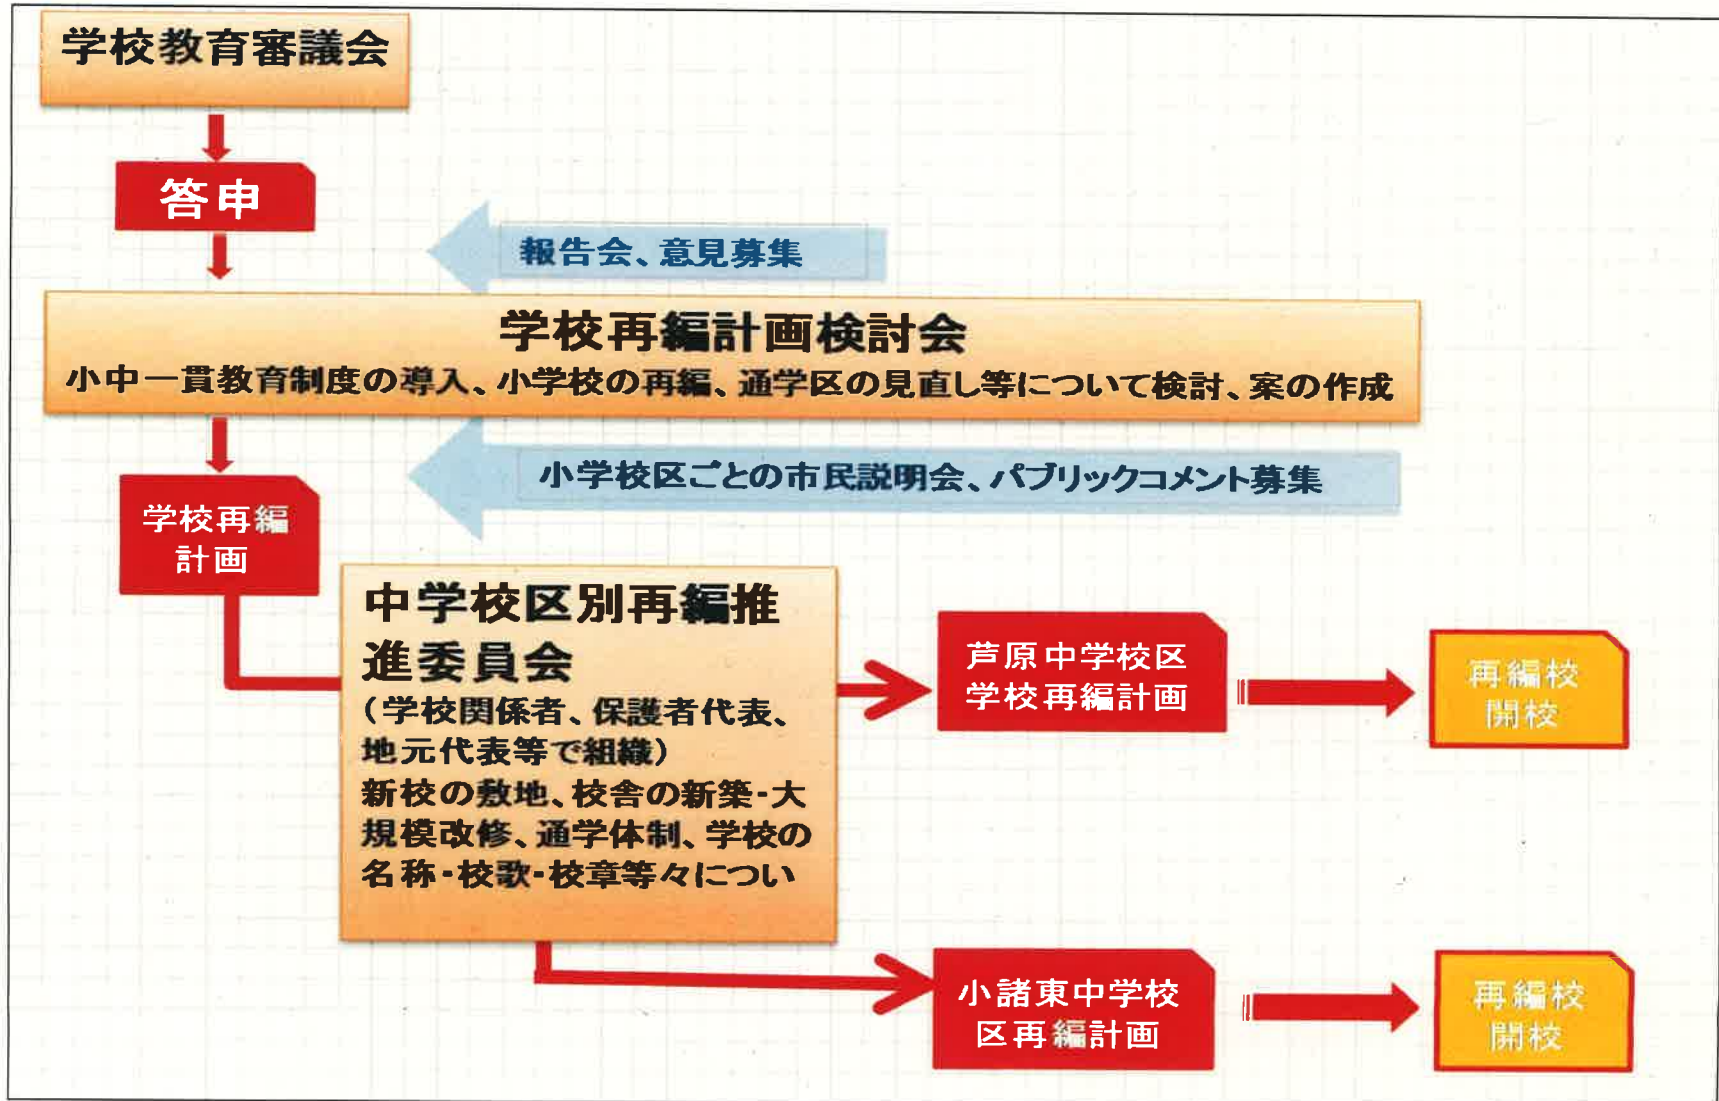 学校教育審議会
答申
報告会、意見募集
学校再編計画検討会
小中一貫教育制度の導入、小学校の再編、通学区の見直し等について検討、案の作成
小学校区ごとの市民説明会、パブリックコメント募集
学校再編
計画
中学校区別再編推
進委員会
(学校関係者、保護者代表、
地元代表等で組織)
新校の敷地、校舎の新築・大
規模改修、通学体制、学校の
名称・校歌・校章等々につい
芦原中学校区
学校再編計画
再編校
開校
小諸東中学校
区再編計画
再編校
開校